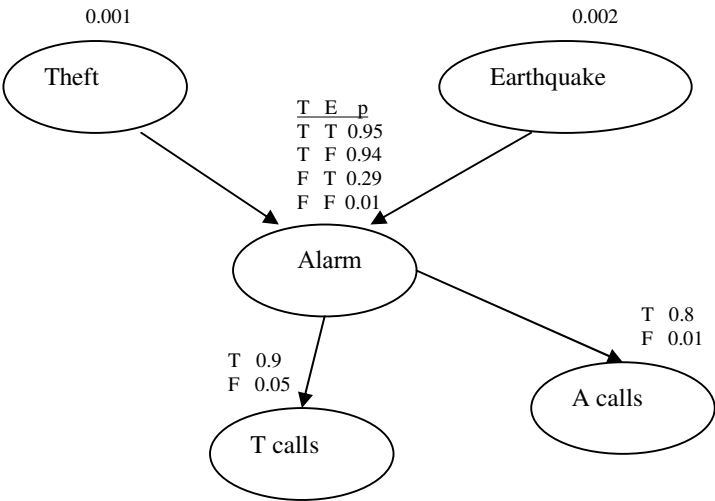 0.001
0.002
Theft
Earthquake
T E p
T T 0.95
T F 0.94
F T 0.29
F F 0.01
Alarm
T 0.8
F 0.01
T 0.9
F 0.05
A calls
T calls